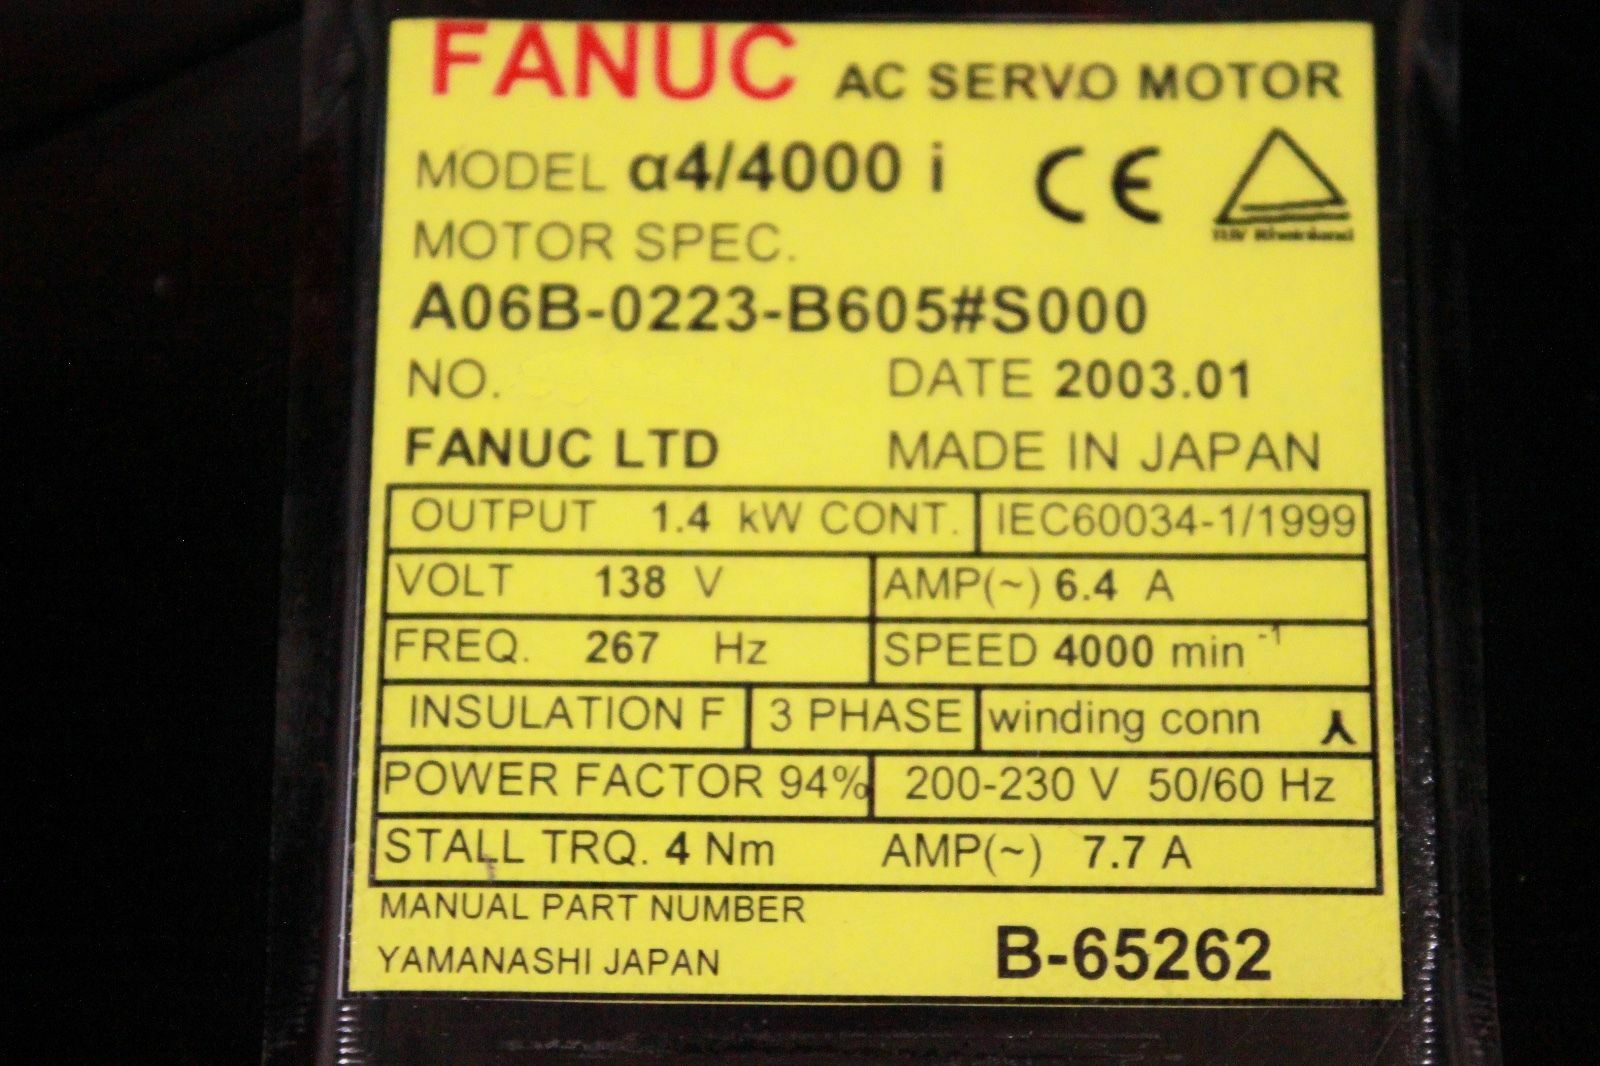 FANUC AC SERVO MOTOR
MODEL α4/4000 i CE
TÜV Rheinland
MOTOR SPEC.
A06B-0223-B605#S000
NO. DATE 2003.01
FANUC LTD MADE IN JAPAN
OUTPUT 1.4 kW CONT. IEC60034-1/1999
VOLT 138 V AMP(~) 6.4 A
FREQ. 267 Hz SPEED 4000 min⁻¹
INSULATION F 3 PHASE winding conn
POWER FACTOR 94% 200-230 V 50/60 Hz
STALL TRQ. 4 Nm AMP(~) 7.7 A
MANUAL PART NUMBER
YAMANASHI JAPAN B-65262